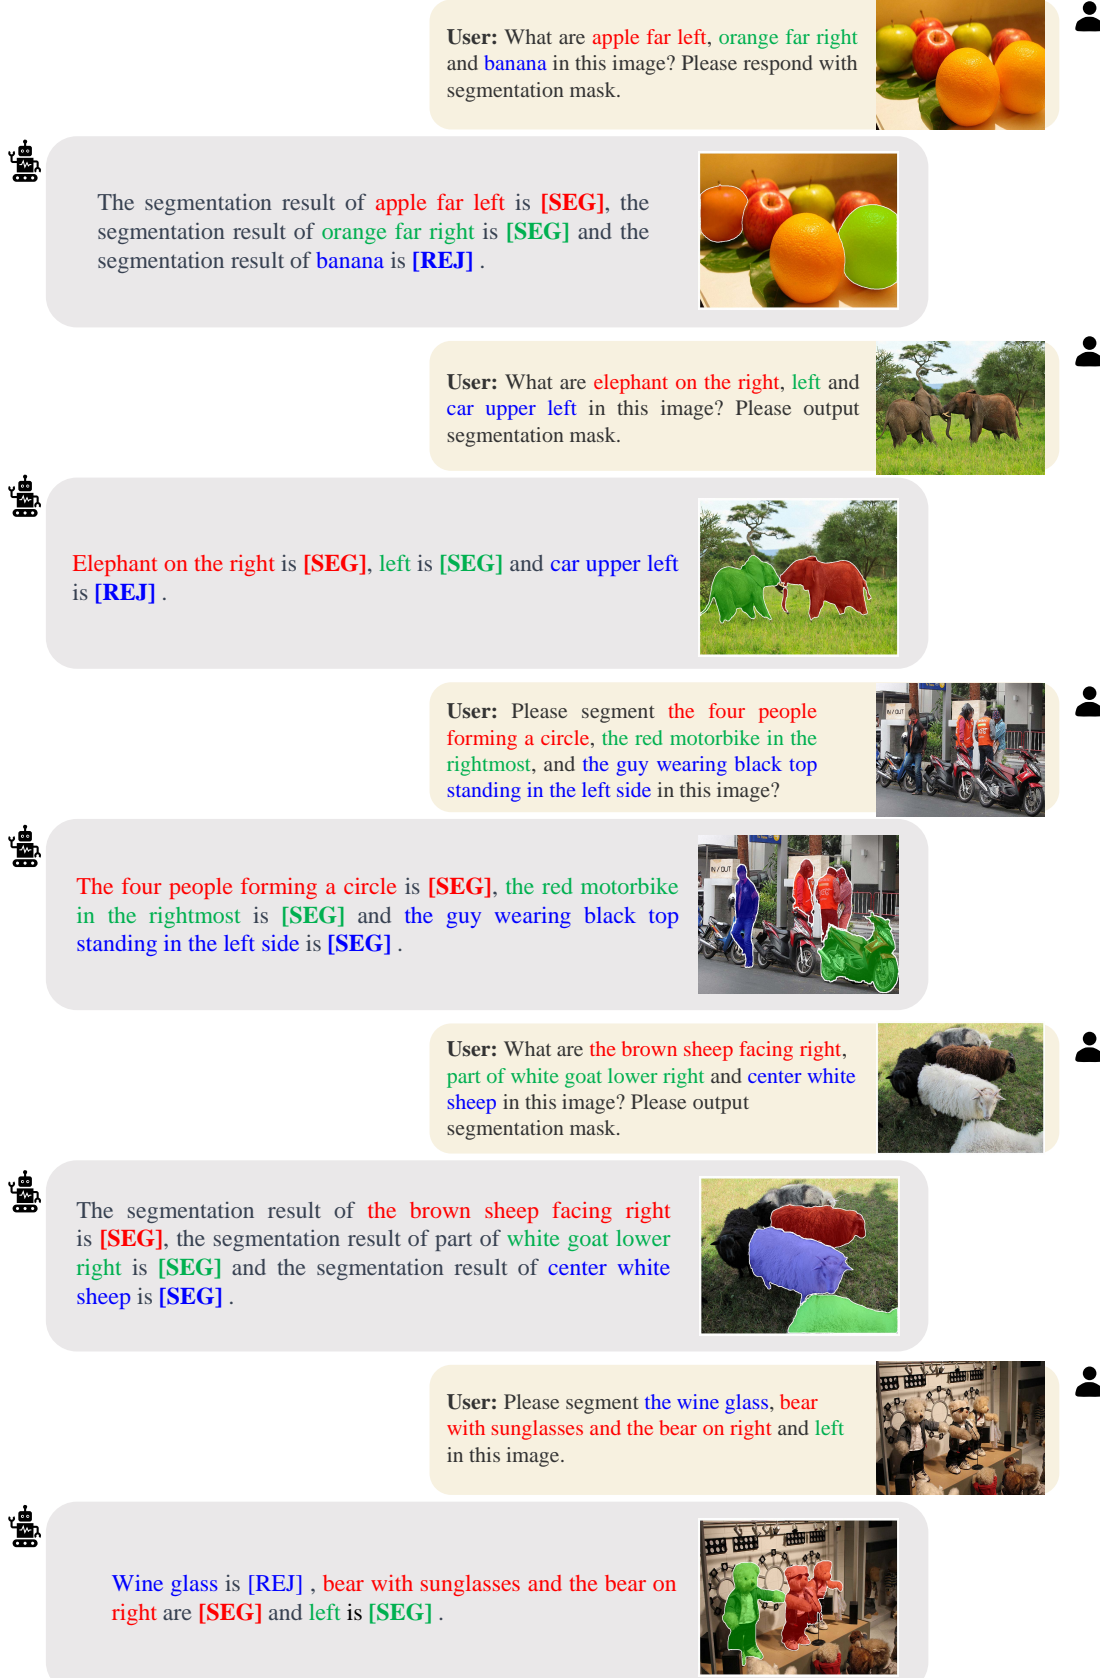 User: What are apple far left, orange far right
and banana in this image? Please respond with
segmentation mask.
The segmentation result of apple far left is [SEG], the
segmentation result of orange far right is [SEG] and the
segmentation result of banana is [REJ] .
User: What are elephant on the right, left and
car upper left in this image? Please output
segmentation mask.
Elephant on the right is [SEG], left is [SEG] and car upper left
is [REJ] .
User: Please segment the four people
forming a circle, the red motorbike in the
rightmost, and the guy wearing black top
standing in the left side in this image?
IN / OUT
The four people forming a circle is [SEG], the red motorbike
in the rightmost is [SEG] and the guy wearing black top
standing in the left side is [SEG] .
IN / OUT
User: What are the brown sheep facing right,
part of white goat lower right and center white
sheep in this image? Please output
segmentation mask.
The segmentation result of the brown sheep facing right
is [SEG], the segmentation result of part of white goat lower
right is [SEG] and the segmentation result of center white
sheep is [SEG] .
User: Please segment the wine glass, bear
with sunglasses and the bear on right and left
in this image.
Wine glass is [REJ] , bear with sunglasses and the bear on
right are [SEG] and left is [SEG] .